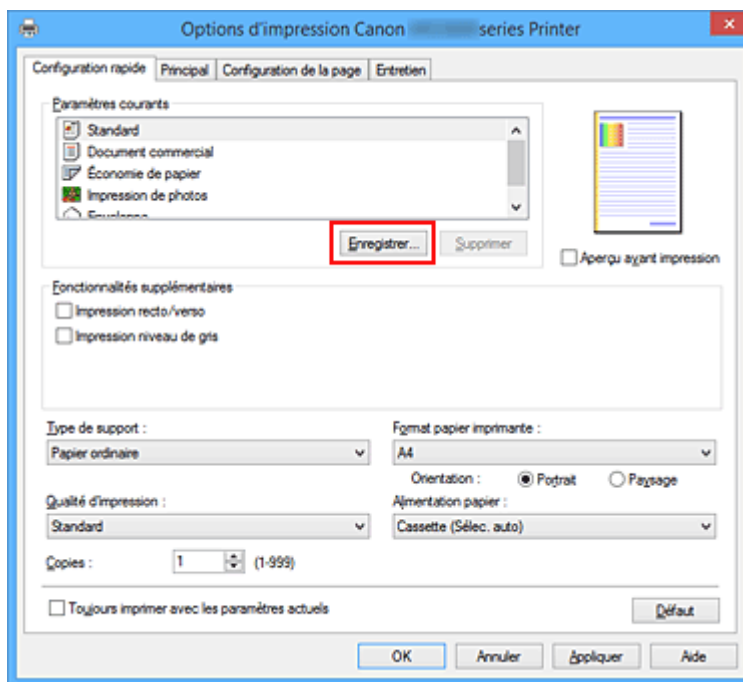 Options d'impression Canon series Printer
Configuration rapide Principal Configuration de la page Entretien
Paramètres courants
Standard
Document commercial
Économie de papier
Impression de photos
Enregistrer... Supprimer
Aperçu avant impression
Fonctionnalités supplémentaires
Impression recto/verso
Impression niveau de gris
Type de support :
Papier ordinaire
Format papier imprimante :
A4
Orientation : Portrait Paysage
Qualité d'impression :
Standard
Alimentation papier :
Cassette (Sélec. auto)
Copies : 1 (1-999)
Toujours imprimer avec les paramètres actuels
Défaut
OK Annuler Appliquer Aide